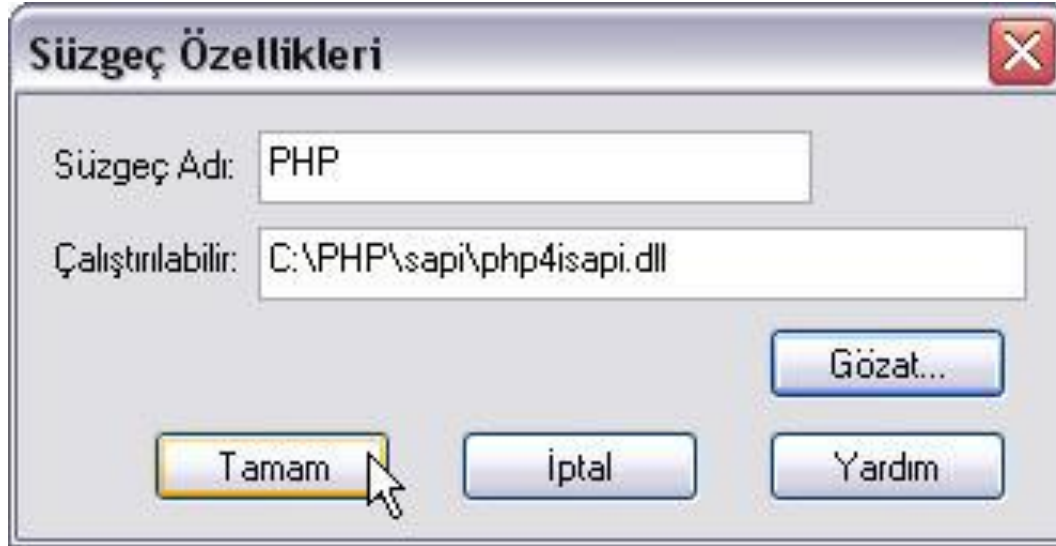 Süzgeç Özellikleri
Süzgeç Adı: PHP
Çalıştırılabilir: C:\PHP\sapi\php4isapi.dll
Gözat...
Tamam İptal Yardım